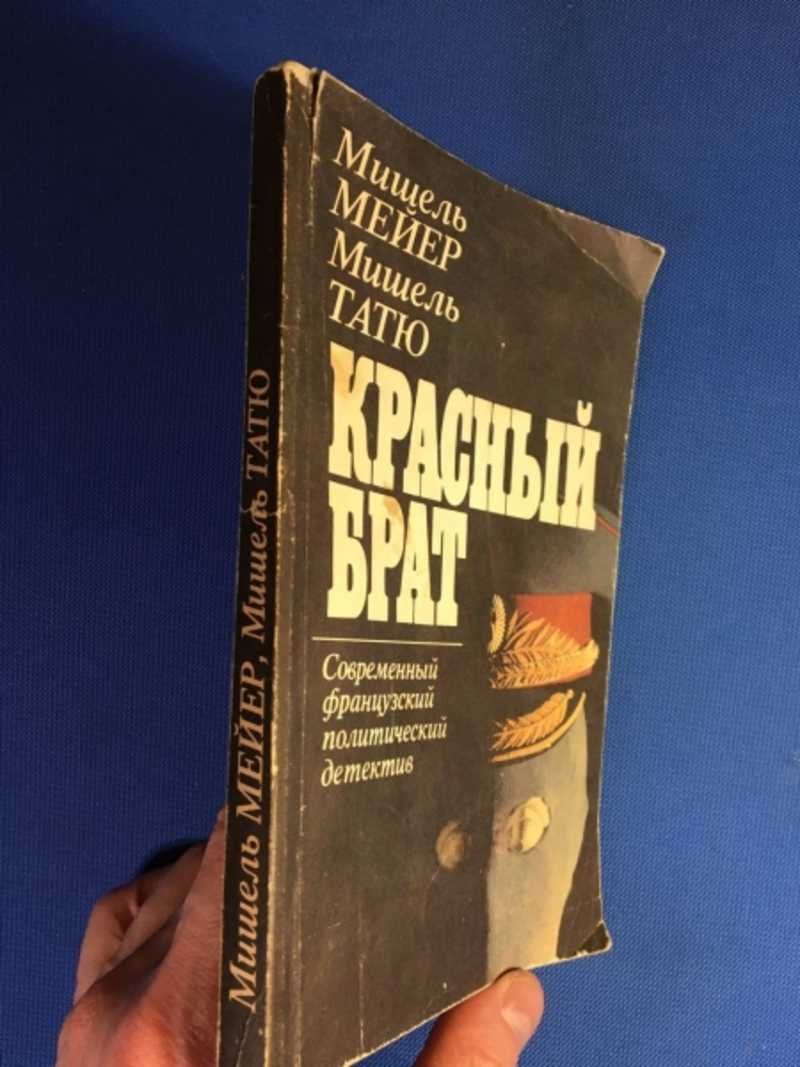 Мишель
МЕЙЕР
Мишель
ТАТЮ
КРАСНЫЙ
БРАТ
Современный
французский
политический
детектив
Мишель МЕЙЕР, Мишель ТАТЮ